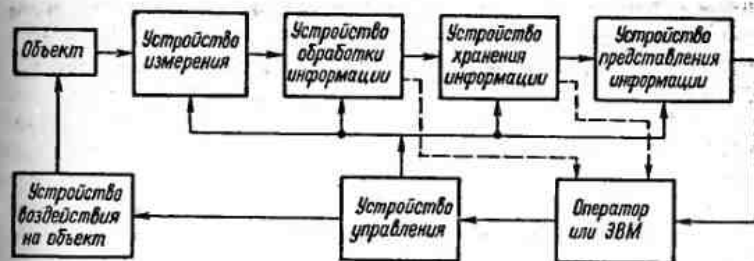 Объект
Устройство
измерения
Устройство
обработки
информации
Устройство
хранения
информации
Устройство
представления
информации
Устройство
воздействия
на объект
Устройство
управления
Оператор
или ЭВМ